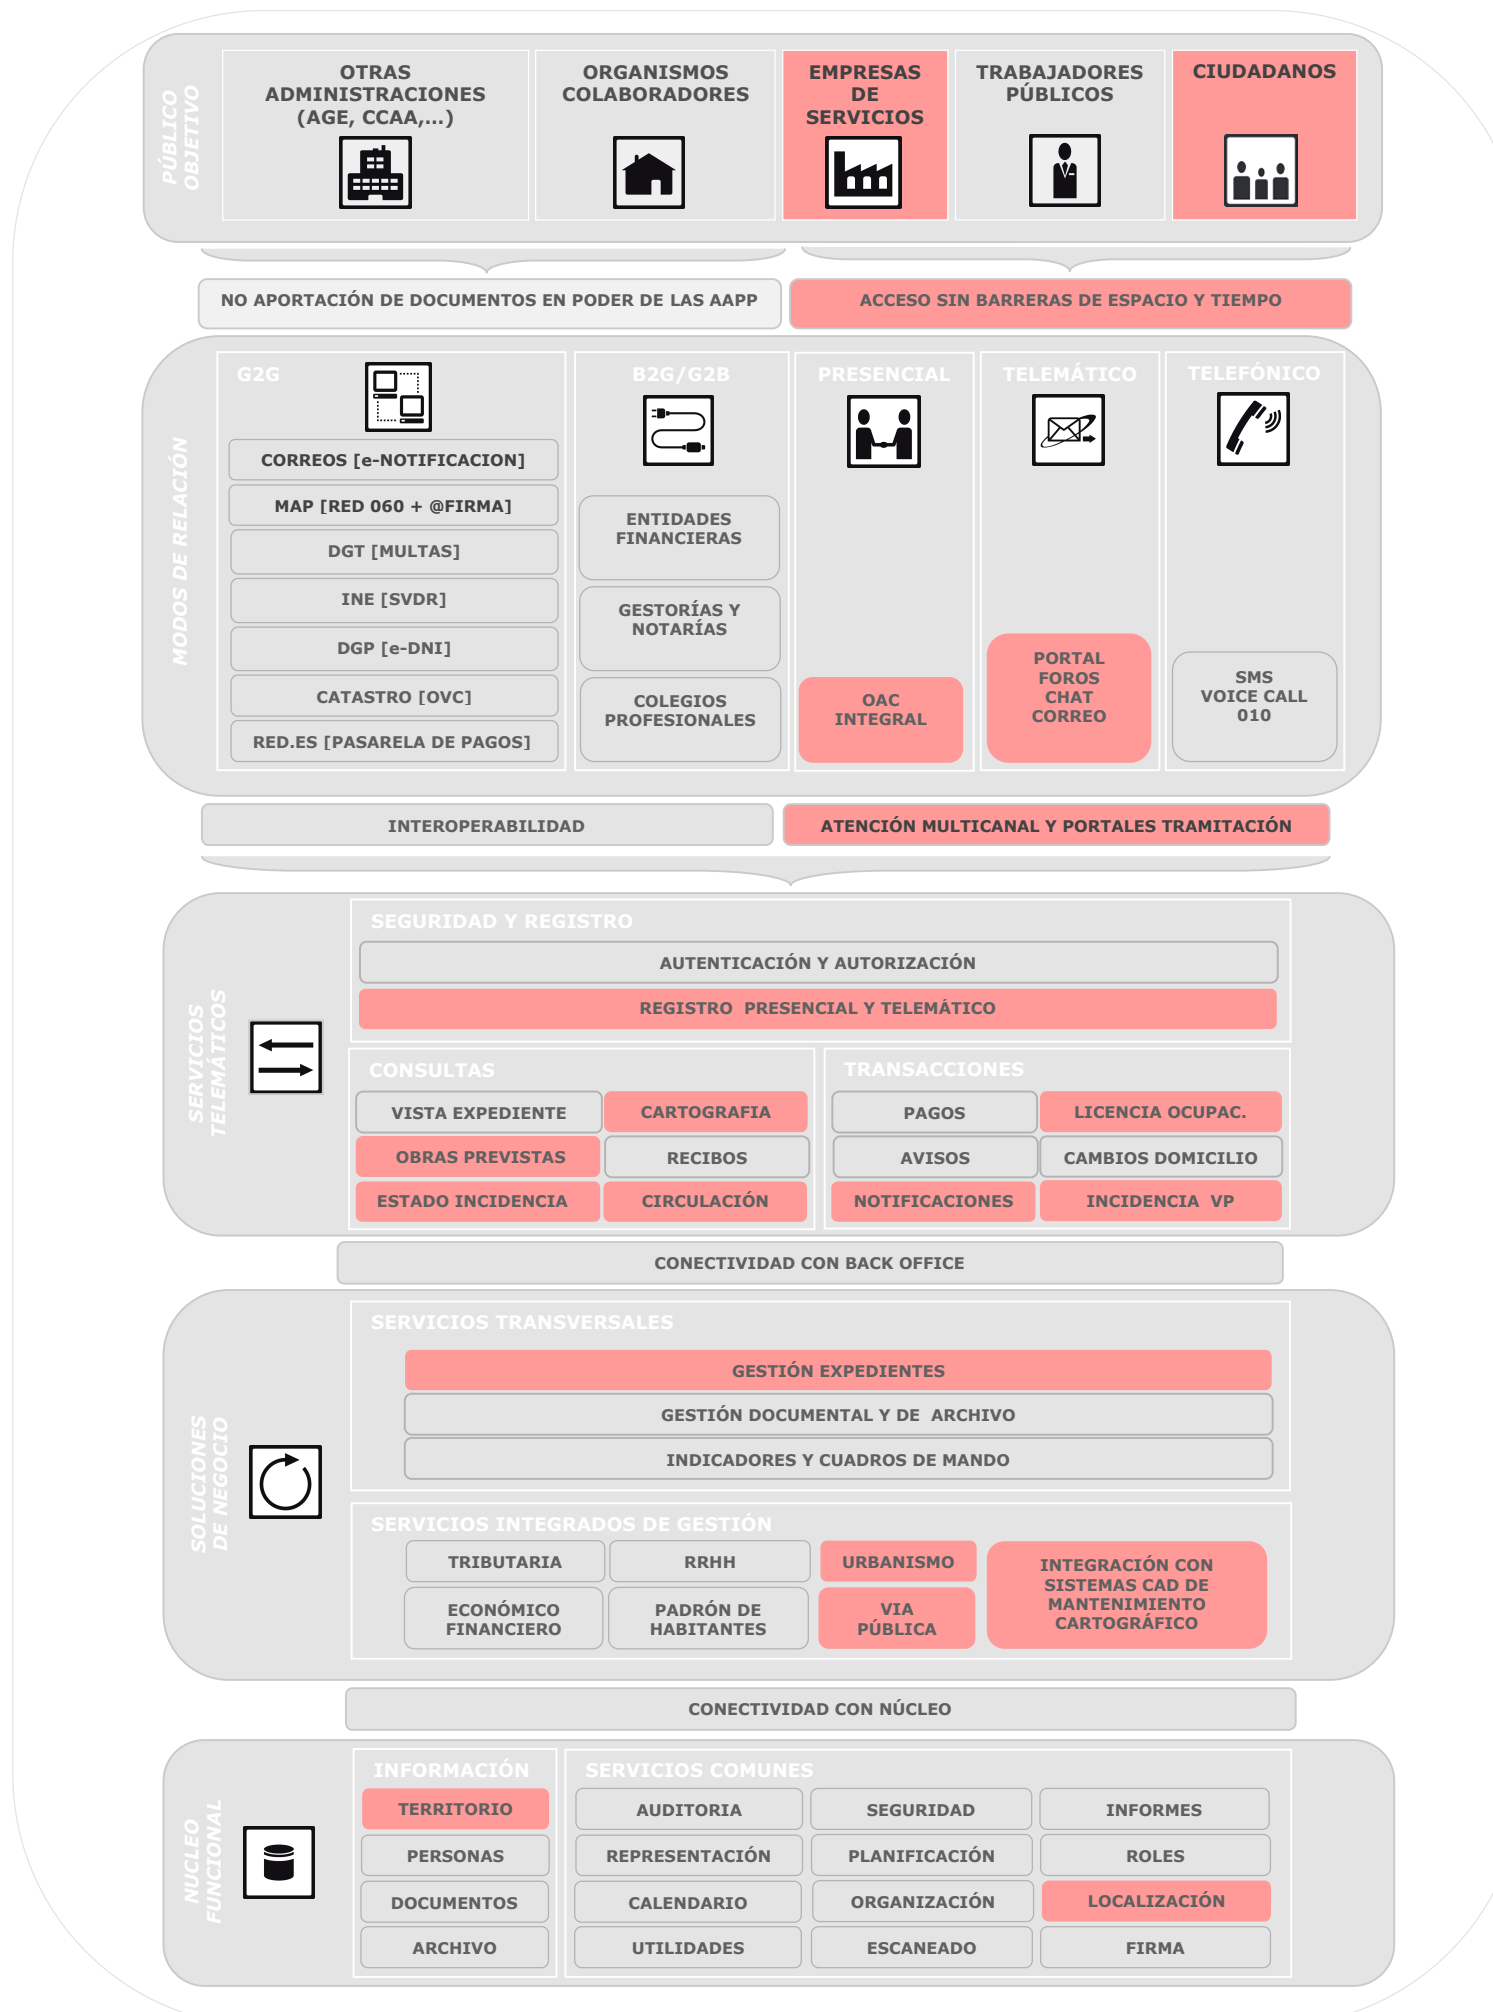 PÚBLICO
OBJETIVO
OTRAS
ADMINISTRACIONES
(AGE, CCAA,...)
ORGANISMOS
COLABORADORES
EMPRESAS
DE
SERVICIOS
TRABAJADORES
PÚBLICOS
CIUDADANOS
NO APORTACIÓN DE DOCUMENTOS EN PODER DE LAS AAPP
ACCESO SIN BARRERAS DE ESPACIO Y TIEMPO
MODOS DE RELACIÓN
G2G
CORREOS [e-NOTIFICACION]
MAP [RED 060 + @FIRMA]
DGT [MULTAS]
INE [SVDR]
DGP [e-DNI]
CATASTRO [OVC]
RED.ES [PASARELA DE PAGOS]
B2G/G2B
ENTIDADES
FINANCIERAS
GESTORÍAS Y
NOTARÍAS
COLEGIOS
PROFESIONALES
PRESENCIAL
OAC
INTEGRAL
TELEMÁTICO
PORTAL
FOROS
CHAT
CORREO
TELEFÓNICO
SMS
VOICE CALL
010
INTEROPERABILIDAD
ATENCIÓN MULTICANAL Y PORTALES TRAMITACIÓN
SERVICIOS
TELEMÁTICOS
SEGURIDAD Y REGISTRO
AUTENTICACIÓN Y AUTORIZACIÓN
REGISTRO PRESENCIAL Y TELEMÁTICO
CONSULTAS
VISTA EXPEDIENTE
CARTOGRAFIA
OBRAS PREVISTAS
RECIBOS
ESTADO INCIDENCIA
CIRCULACIÓN
TRANSACCIONES
PAGOS
LICENCIA OCUPAC.
AVISOS
CAMBIOS DOMICILIO
NOTIFICACIONES
INCIDENCIA VP
CONECTIVIDAD CON BACK OFFICE
SOLUCIONES
DE NEGOCIO
SERVICIOS TRANSVERSALES
GESTIÓN EXPEDIENTES
GESTIÓN DOCUMENTAL Y DE ARCHIVO
INDICADORES Y CUADROS DE MANDO
SERVICIOS INTEGRADOS DE GESTIÓN
TRIBUTARIA
RRHH
URBANISMO
ECONÓMICO
FINANCIERO
PADRÓN DE
HABITANTES
VIA
PÚBLICA
INTEGRACIÓN CON
SISTEMAS CAD DE
MANTENIMIENTO
CARTOGRÁFICO
CONECTIVIDAD CON NÚCLEO
NUCLEO
FUNCIONAL
INFORMACIÓN
TERRITORIO
PERSONAS
DOCUMENTOS
ARCHIVO
SERVICIOS COMUNES
AUDITORIA
SEGURIDAD
INFORMES
REPRESENTACIÓN
PLANIFICACIÓN
ROLES
CALENDARIO
ORGANIZACIÓN
LOCALIZACIÓN
UTILIDADES
ESCANEADO
FIRMA